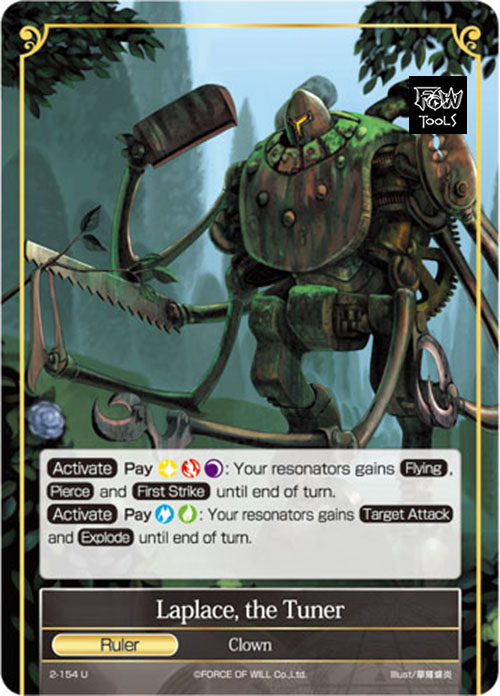 FOW
TOOLS
Activate Pay : Your resonators gains Flying,
Pierce and First Strike until end of turn.
Activate Pay : Your resonators gains Target Attack
and Explode until end of turn.
Laplace, the Tuner
Ruler Clown
2-154 U ©FORCE OF WILL Co.,Ltd. Illust/